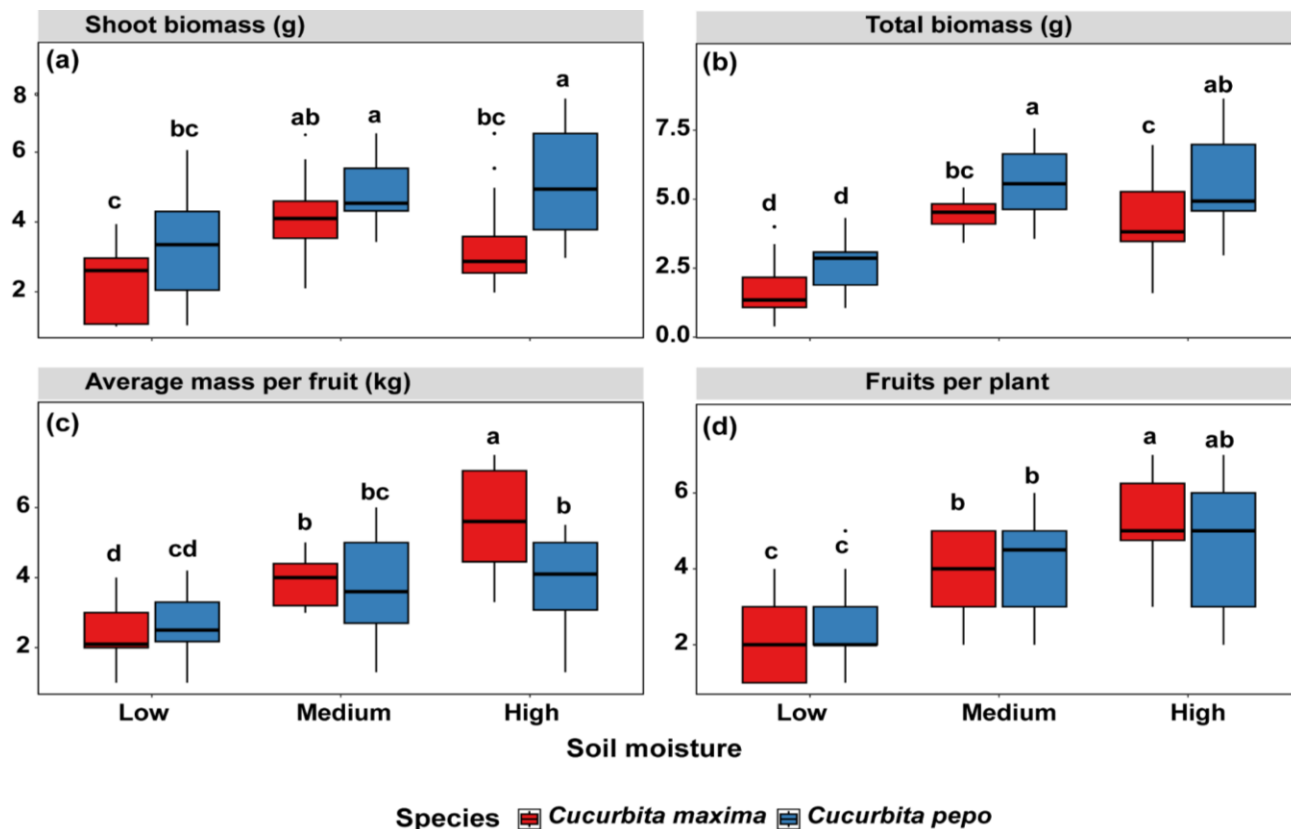 Shoot biomass (g)
Total biomass (g)
(a)
8
6
4
2
c
bc
ab
a
bc
a
(b)
7.5
5.0
2.5
0.0
d
d
bc
a
c
ab
Average mass per fruit (kg)
Fruits per plant
(c)
6
4
2
d
cd
b
bc
a
b
(d)
6
4
2
c
c
b
b
a
ab
Low Medium High
Low Medium High
Soil moisture
Species Cucurbita maxima Cucurbita pepo